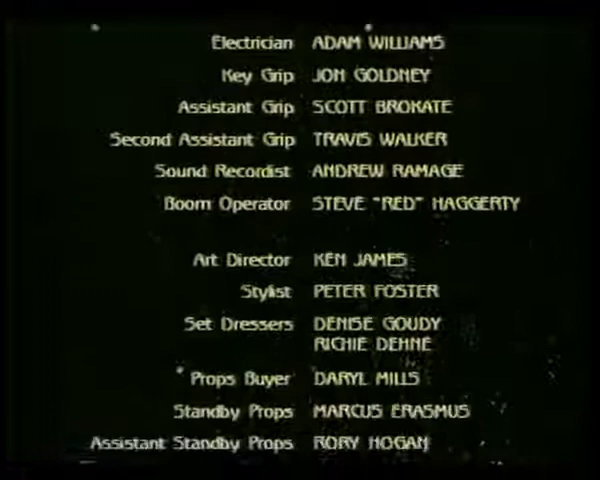 Electrician ADAM WILLIAMS
Key Grip JON GOLDNEY
Assistant Grip SCOTT BROKATE
Second Assistant Grip TRAVIS WALKER
Sound Recordist ANDREW RAMAGE
Boom Operator STEVE "RED" HAGGERTY
Art Director KEN JAMES
Stylist PETER FOSTER
Set Dressers DENISE GOUDY
RICHIE DEHNE
Props Buyer DARYL MILLS
Standby Props MARCUS ERASMUS
Assistant Standby Props RORY HOGAN